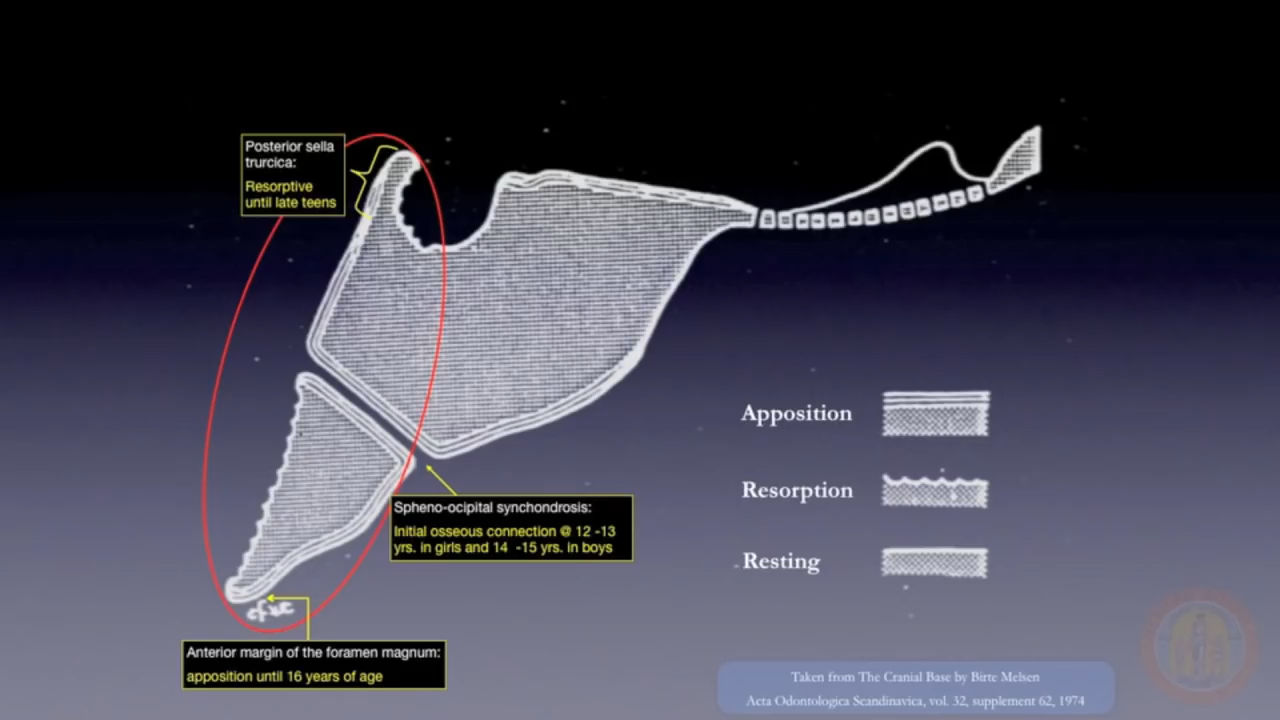 Posterior sella
trurcica:
Resorptive
until late teens
Apposition
Resorption
Spheno-ocipital synchondrosis:
Initial osseous connection @ 12 -13
yrs. in girls and 14 -15 yrs. in boys
Resting
Anterior margin of the foramen magnum:
apposition until 16 years of age
Taken from The Cranial Base by Birte Melsen
Acta Odontologica Scandinavica, vol. 32, supplement 62, 1974